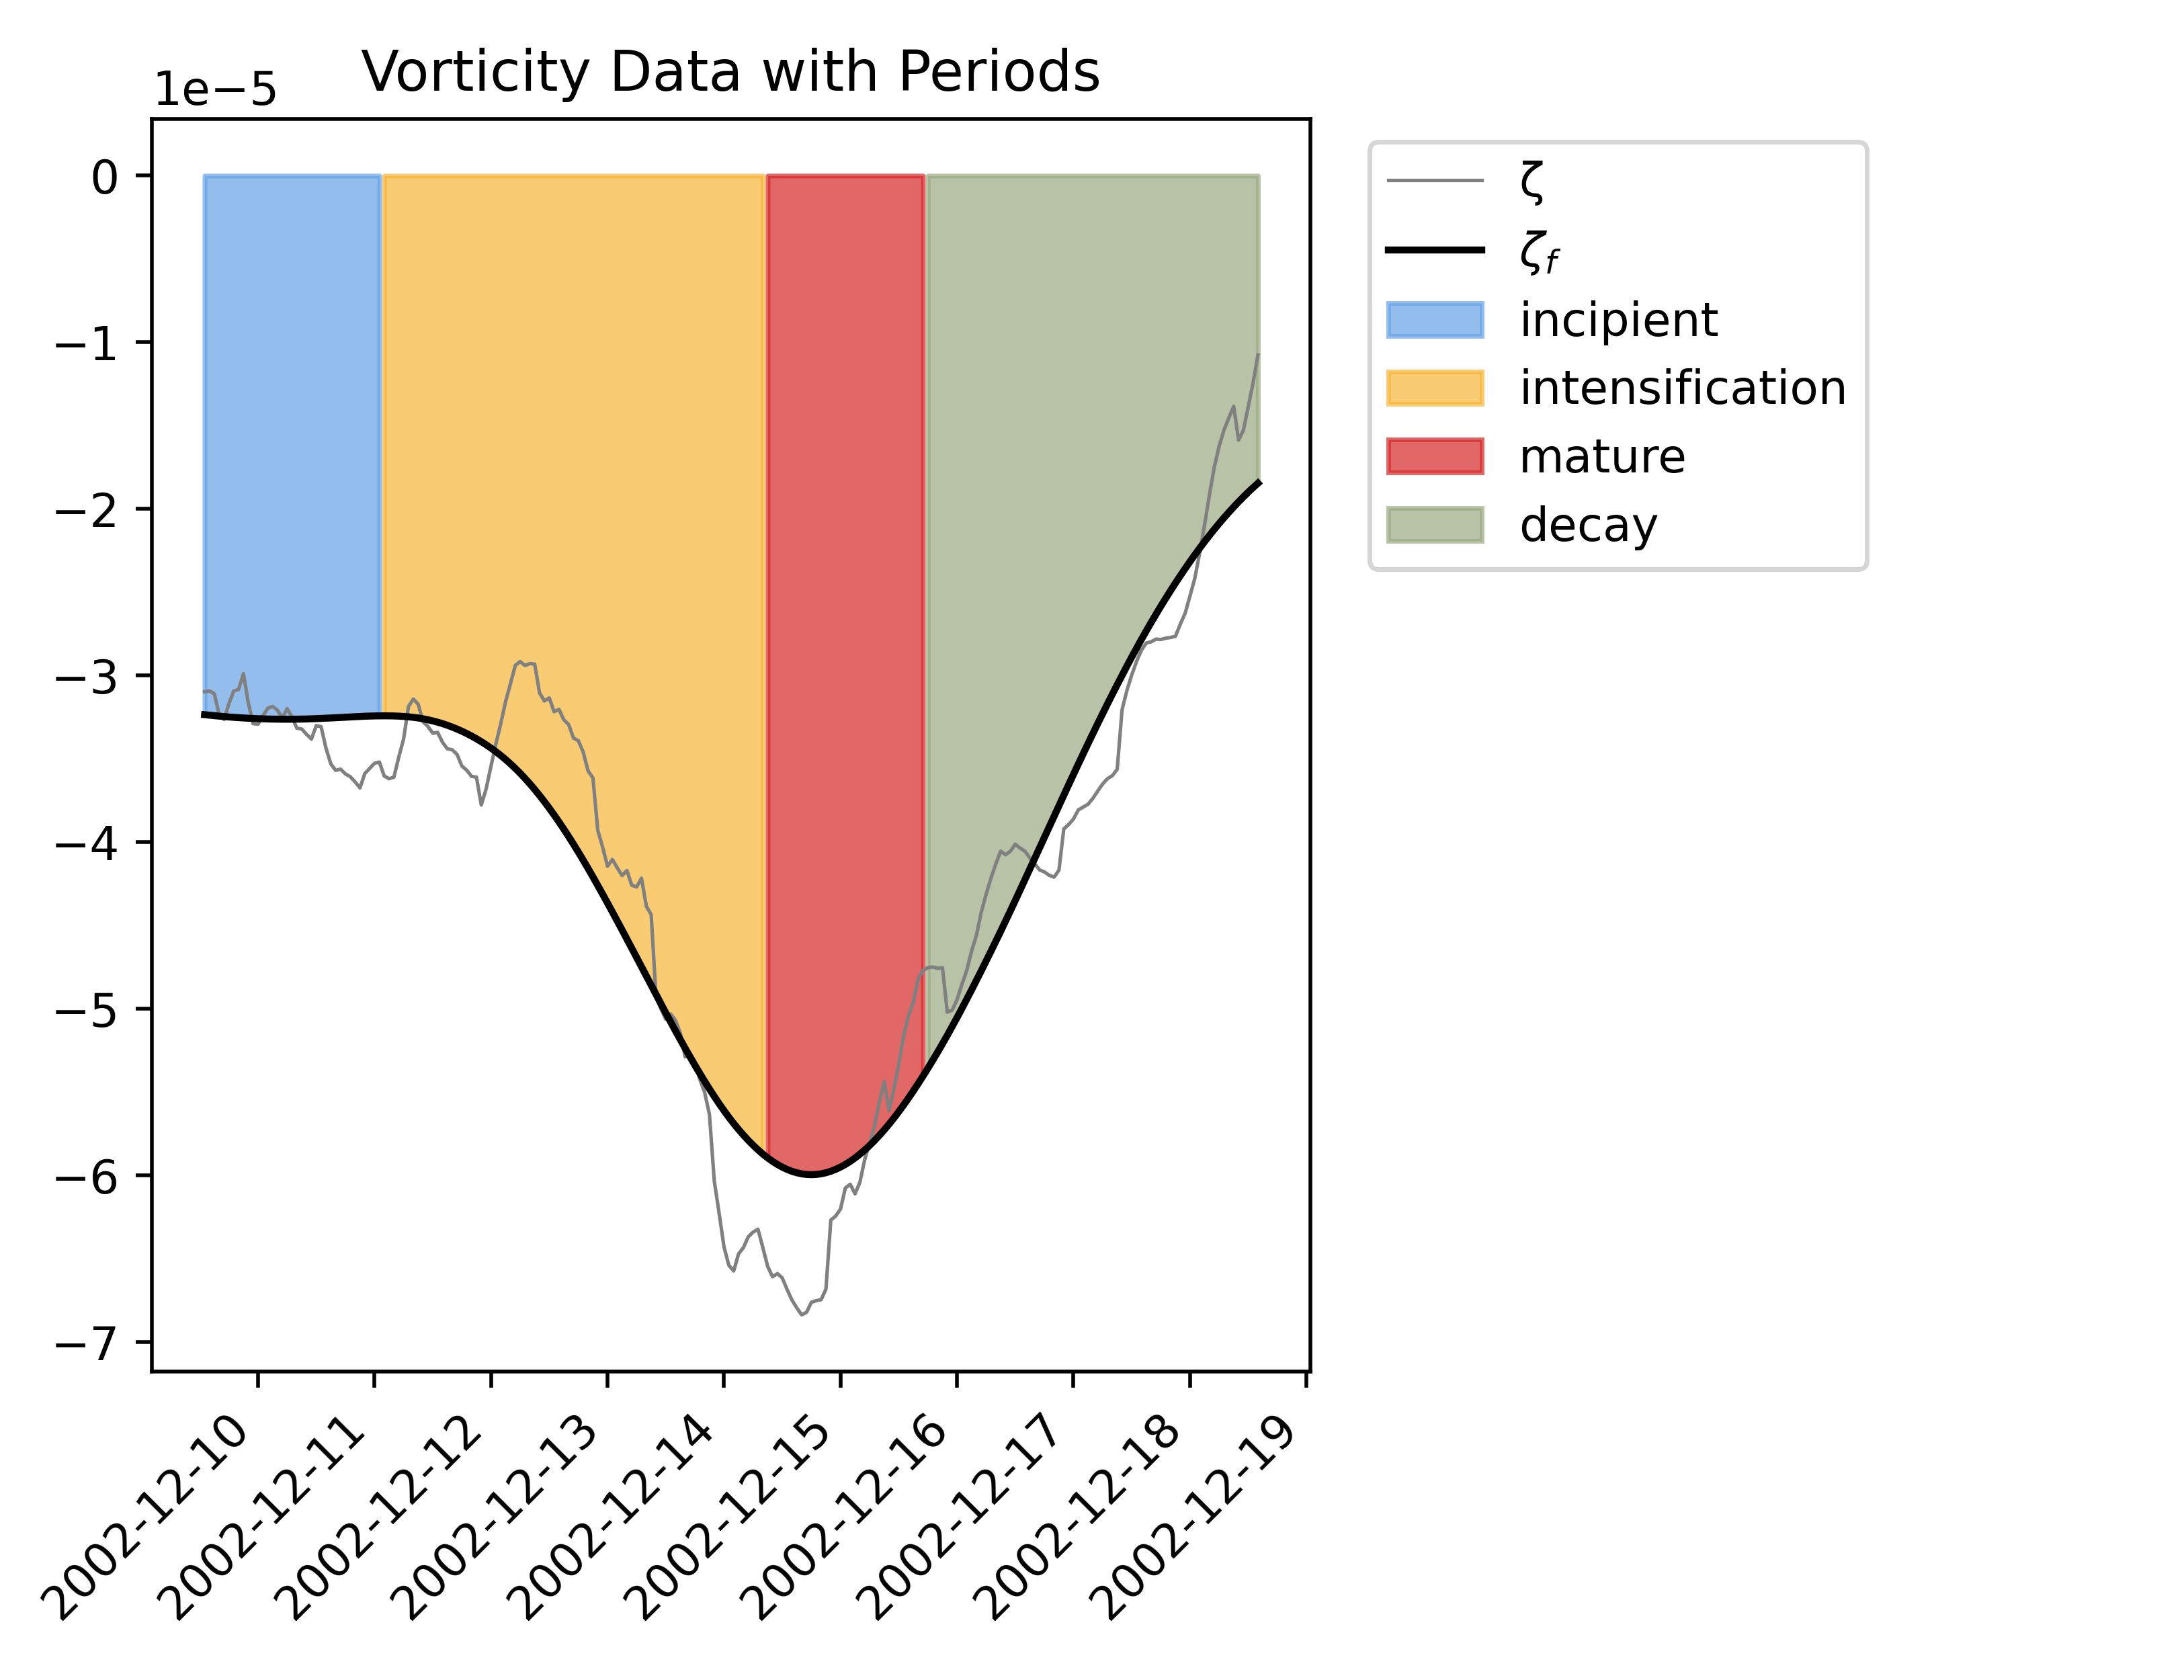 Vorticity Data with Periods
1e−5
0
−1
−2
−3
−4
−5
−6
−7
2002-12-10
2002-12-11
2002-12-12
2002-12-13
2002-12-14
2002-12-15
2002-12-16
2002-12-17
2002-12-18
2002-12-19
ζ
ζf
incipient
intensification
mature
decay